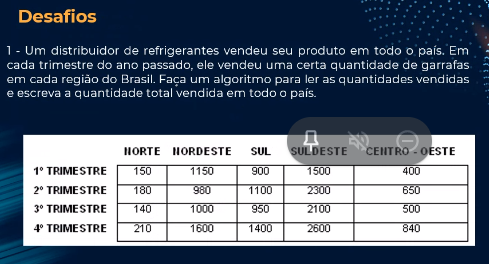 Desafios
1 - Um distribuidor de refrigerantes vendeu seu produto em todo o país. Em
cada trimestre do ano passado, ele vendeu uma certa quantidade de garrafas
em cada região do Brasil. Faça um algoritmo para ler as quantidades vendidas
e escreva a quantidade total vendida em todo o país.
NORTE NORDESTE SUL SULDESTE CENTRO - OESTE
1º TRIMESTRE 150 1150 900 1500 400
2º TRIMESTRE 180 980 1100 2300 650
3º TRIMESTRE 140 1000 950 2100 500
4º TRIMESTRE 210 1600 1400 2600 840